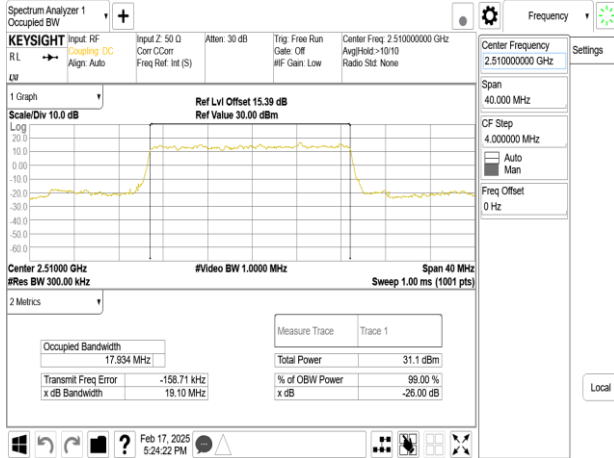 Spectrum Analyzer 1
Occupied BW
Frequency
KEYSIGHT
RL
Input: RF
Coupling: DC
Align: Auto
Input Z: 50 Ω
Corr CCorr
Freq Ref: Int (S)
Atten: 30 dB
Trig: Free Run
Gate: Off
#IF Gain: Low
Center Freq: 2.510000000 GHz
Avg|Hold:>10/10
Radio Std: None
Center Frequency
2.510000000 GHz
Settings
Span
40.000 MHz
CF Step
4.000000 MHz
Auto
Man
Freq Offset
0 Hz
Local
1 Graph
Scale/Div 10.0 dB
Ref Lvl Offset 15.39 dB
Ref Value 30.00 dBm
Log
20.0
10.0
0.00
-10.0
-20.0
-30.0
-40.0
-50.0
-60.0
Center 2.51000 GHz
#Res BW 300.00 kHz
#Video BW 1.0000 MHz
Span 40 MHz
Sweep 1.00 ms (1001 pts)
2 Metrics
Measure Trace
Trace 1
Occupied Bandwidth
17.934 MHz
Total Power
31.1 dBm
Transmit Freq Error
-158.71 kHz
% of OBW Power
99.00 %
x dB Bandwidth
19.10 MHz
x dB
-26.00 dB
?
Feb 17, 2025
5:24:22 PM